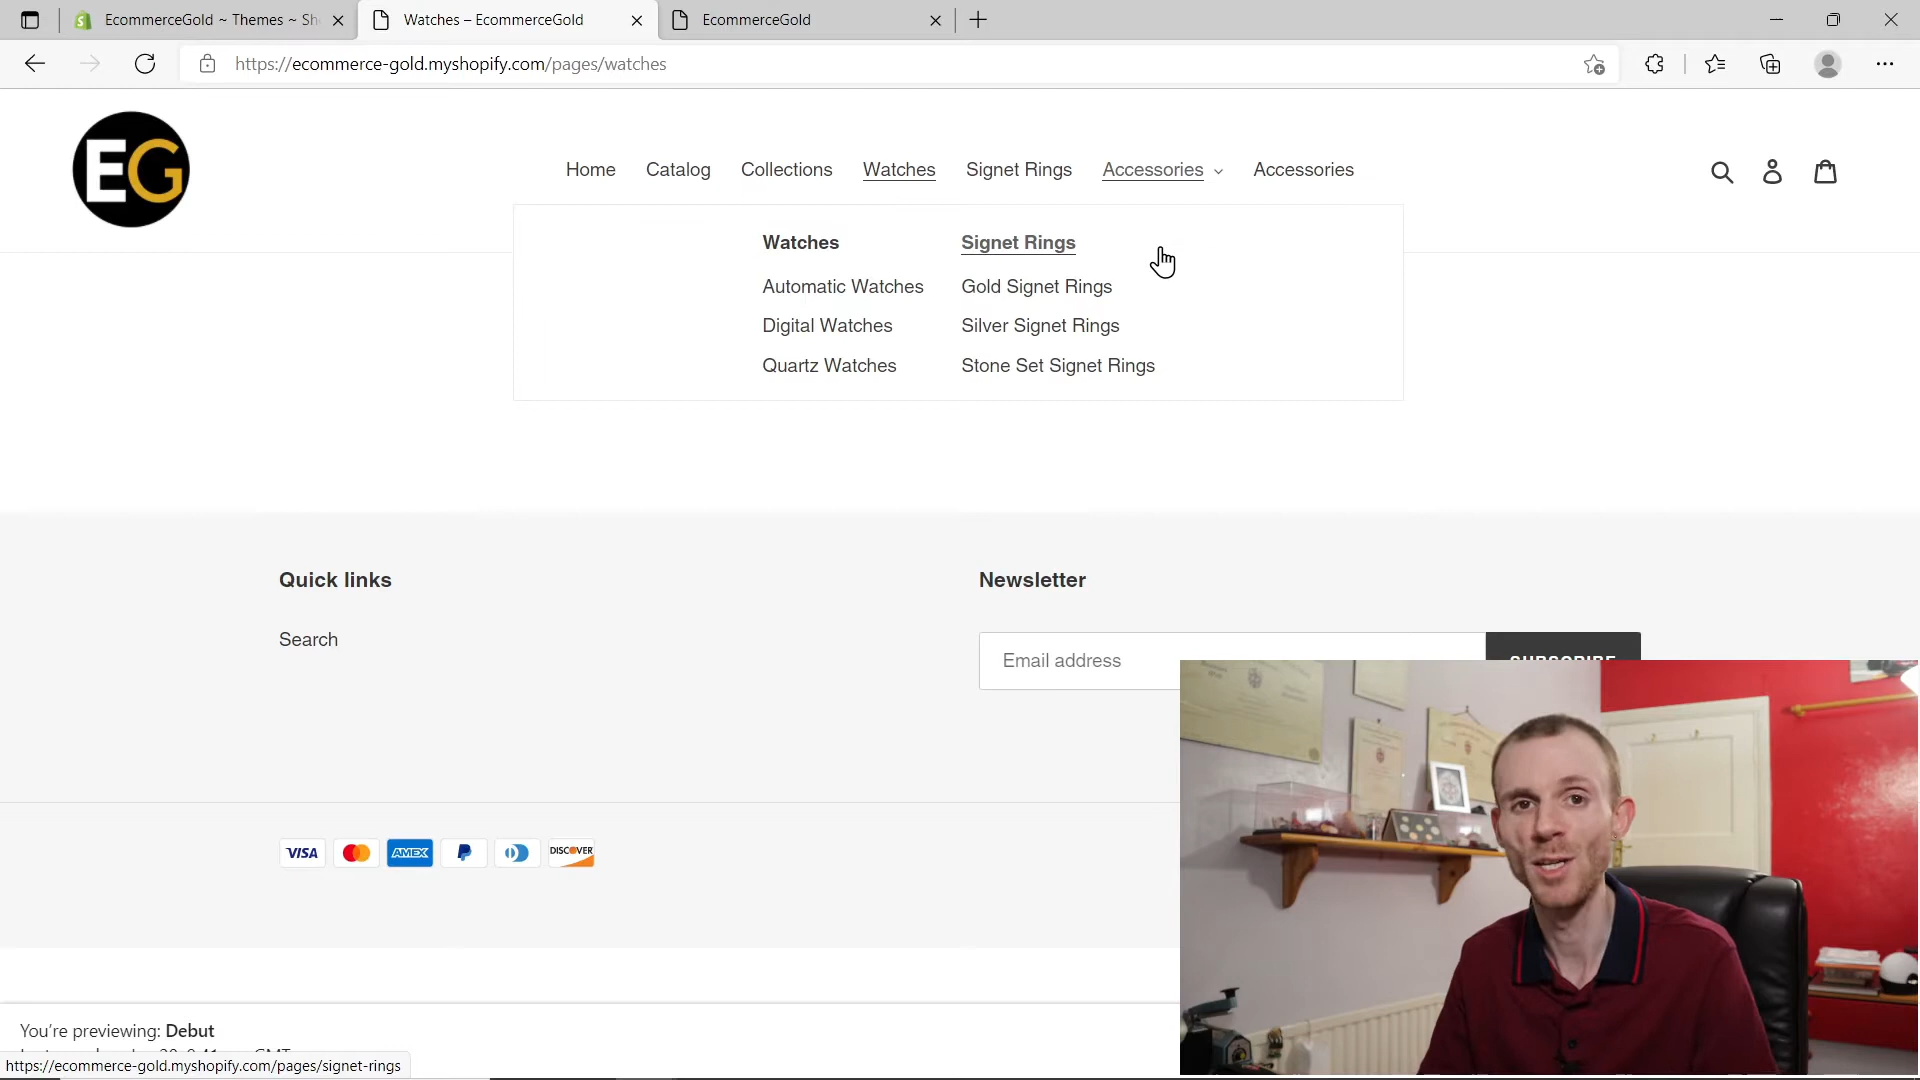 EcommerceGold ~ Themes ~ Sh
Watches – EcommerceGold
EcommerceGold
https://ecommerce-gold.myshopify.com/pages/watches
EG
Home Catalog Collections Watches Signet Rings Accessories Accessories
Watches Signet Rings
Automatic Watches Gold Signet Rings
Digital Watches Silver Signet Rings
Quartz Watches Stone Set Signet Rings
Quick links Newsletter
Search
Email address SUBSCRIBE
VISA AMEX DISCOVER
You're previewing: Debut
https://ecommerce-gold.myshopify.com/pages/signet-rings